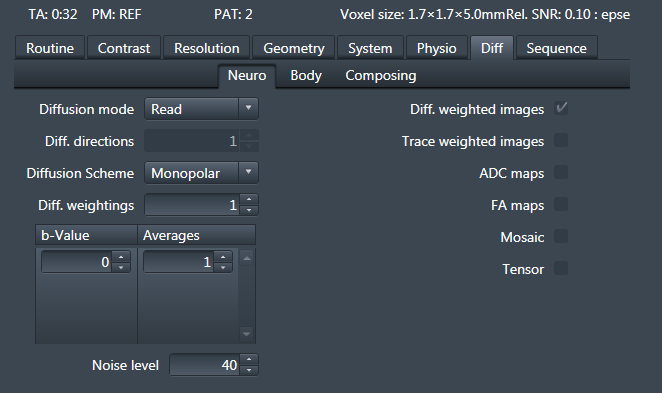 TA: 0:32 PM: REF PAT: 2 Voxel size: 1.7×1.7×5.0mmRel. SNR: 0.10 : epse
Routine Contrast Resolution Geometry System Physio Diff Sequence
Neuro Body Composing
Diffusion mode Read Diff. weighted images
Diff. directions 1 Trace weighted images
Diffusion Scheme Monopolar ADC maps
Diff. weightings 1 FA maps
b-Value Averages Mosaic
0 1 Tensor
Noise level 40